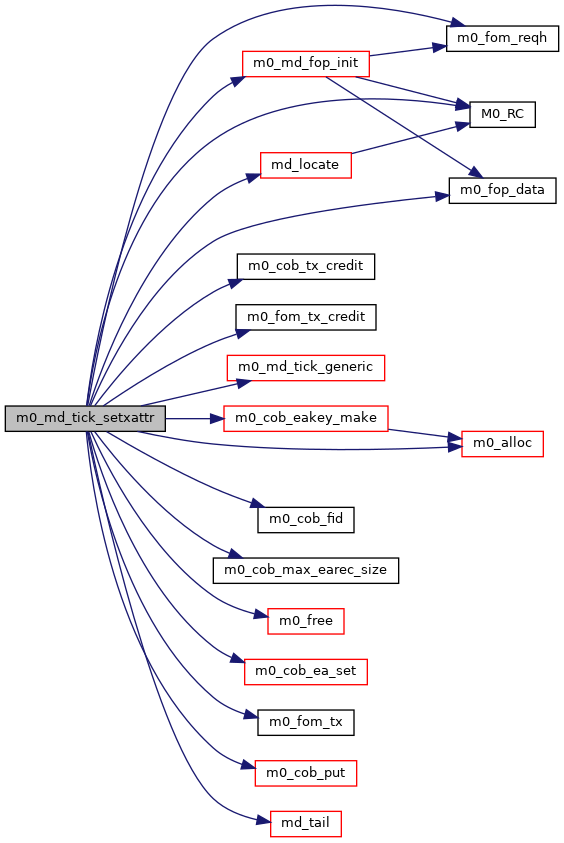 m0_fom_reqh
m0_md_fop_init
M0_RC
md_locate
m0_fop_data
m0_cob_tx_credit
m0_fom_tx_credit
m0_md_tick_generic
m0_md_tick_setxattr
m0_cob_eakey_make
m0_alloc
m0_cob_fid
m0_cob_max_earec_size
m0_free
m0_cob_ea_set
m0_fom_tx
m0_cob_put
md_tail